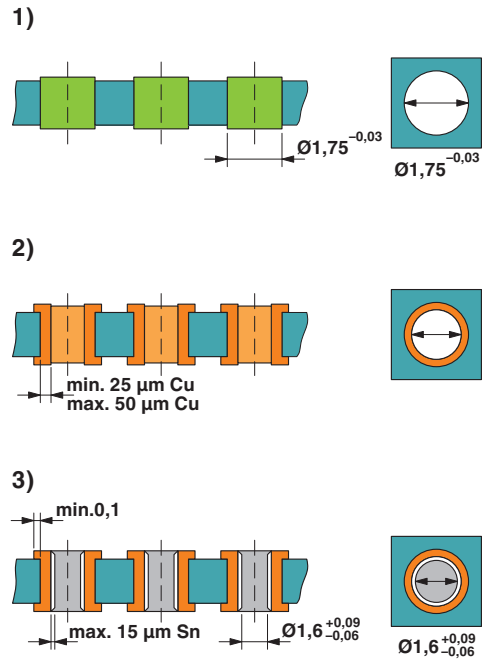 1)
Ø1,75 −0,03
Ø1,75 −0,03
2)
min. 25 µm Cu
max. 50 µm Cu
3)
min.0,1
max. 15 µm Sn
Ø1,6 +0,09 −0,06
Ø1,6 +0,09 −0,06